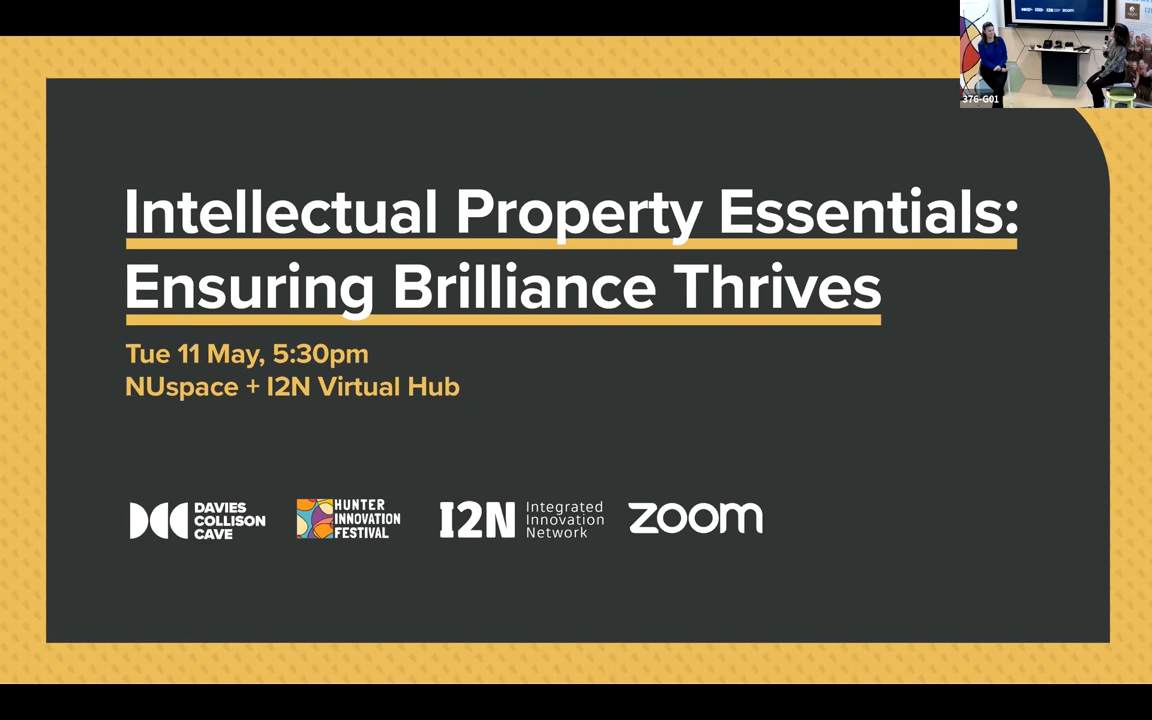 376-G01
Intellectual Property Essentials:
Ensuring Brilliance Thrives
Tue 11 May, 5:30pm
NUspace + I2N Virtual Hub
DAVIES
COLLISON
CAVE
HUNTER
INNOVATION
FESTIVAL
I2N
Integrated
Innovation
Network
zoom